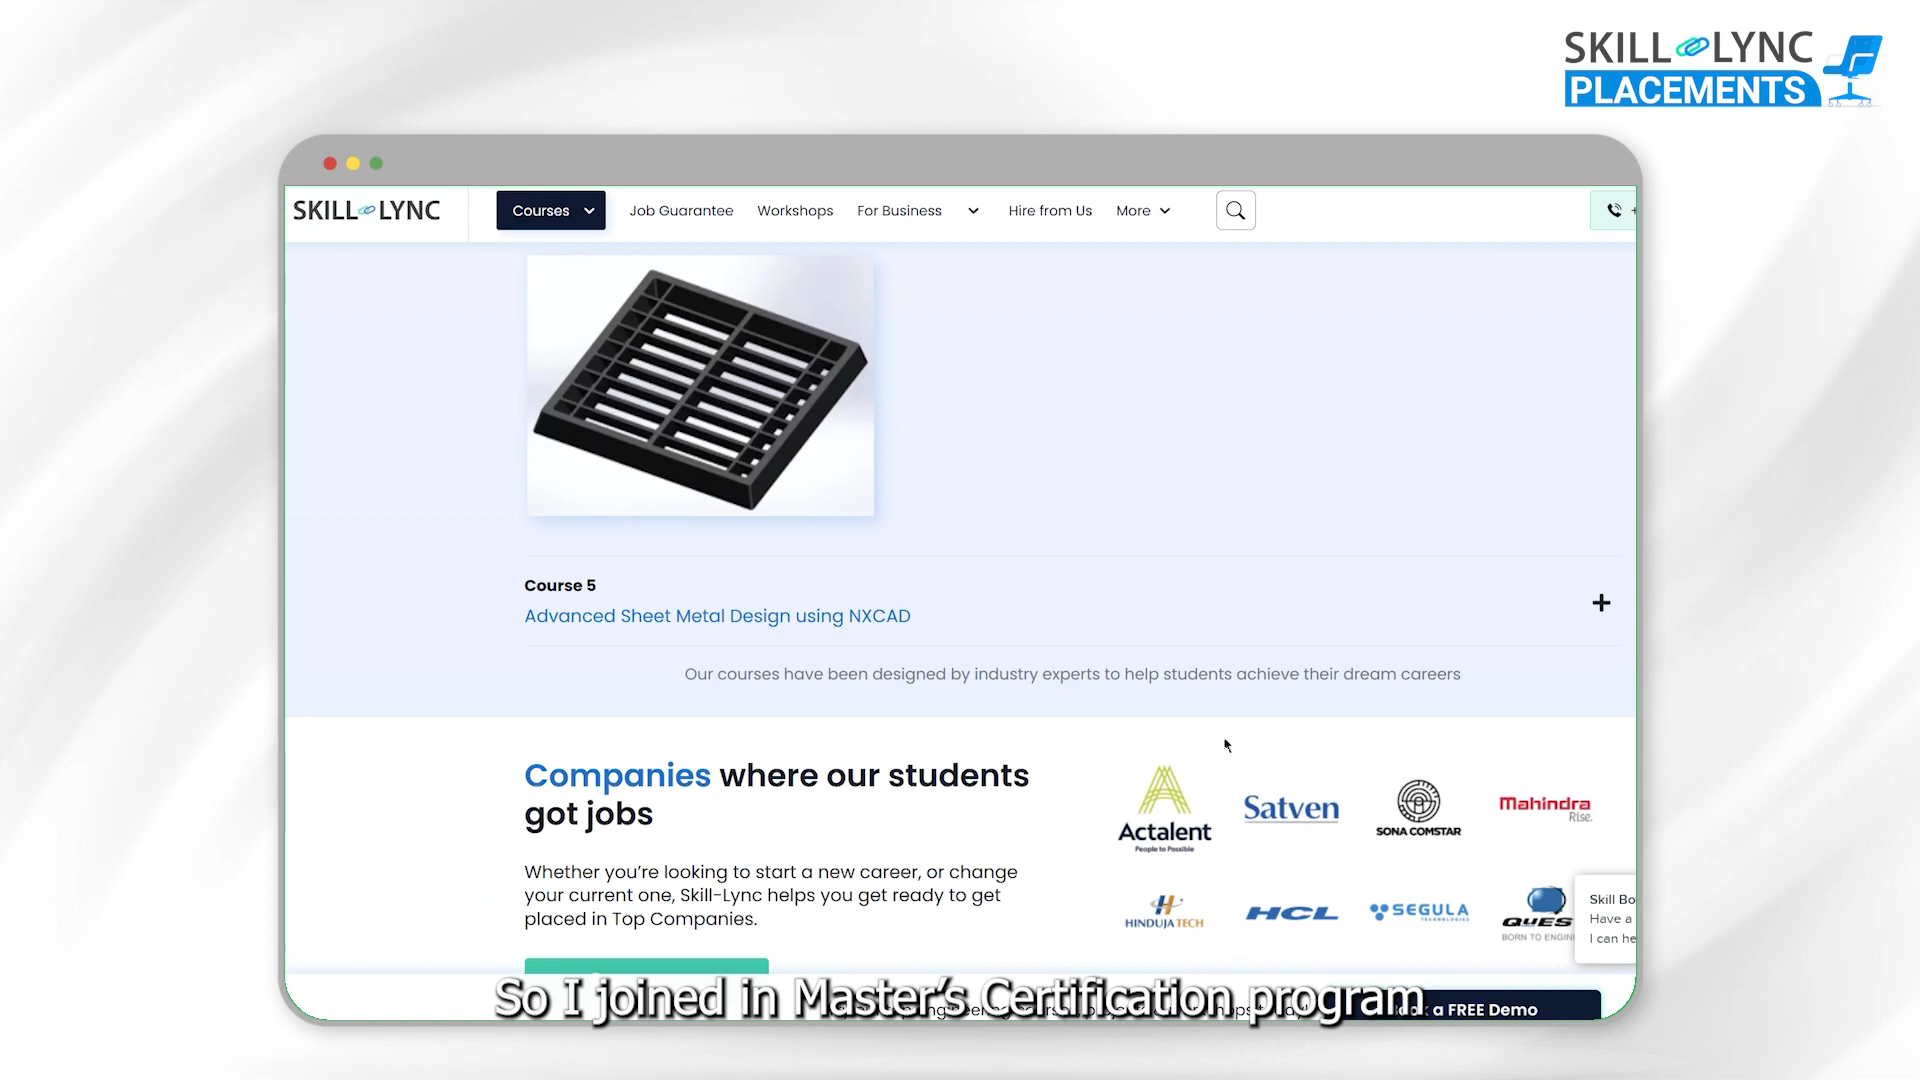 SKILL LYNC
PLACEMENTS
SKILL LYNC
Courses
Job Guarantee
Workshops
For Business
Hire from Us
More
Course 5
Advanced Sheet Metal Design using NXCAD
+
Our courses have been designed by industry experts to help students achieve their dream careers
Companies where our students
got jobs
Whether you're looking to start a new career, or change
your current one, Skill-Lync helps you get ready to get
placed in Top Companies.
Actalent
People to Possible
Satven
SONA COMSTAR
Mahindra
Rise.
HINDUJA TECH
HCL
SEGULA
TECHNOLOGIES
QUES
BORN TO ENGIN
Skill Bo
Have a
I can he
So I joined in Master's Certification program
a FREE Demo